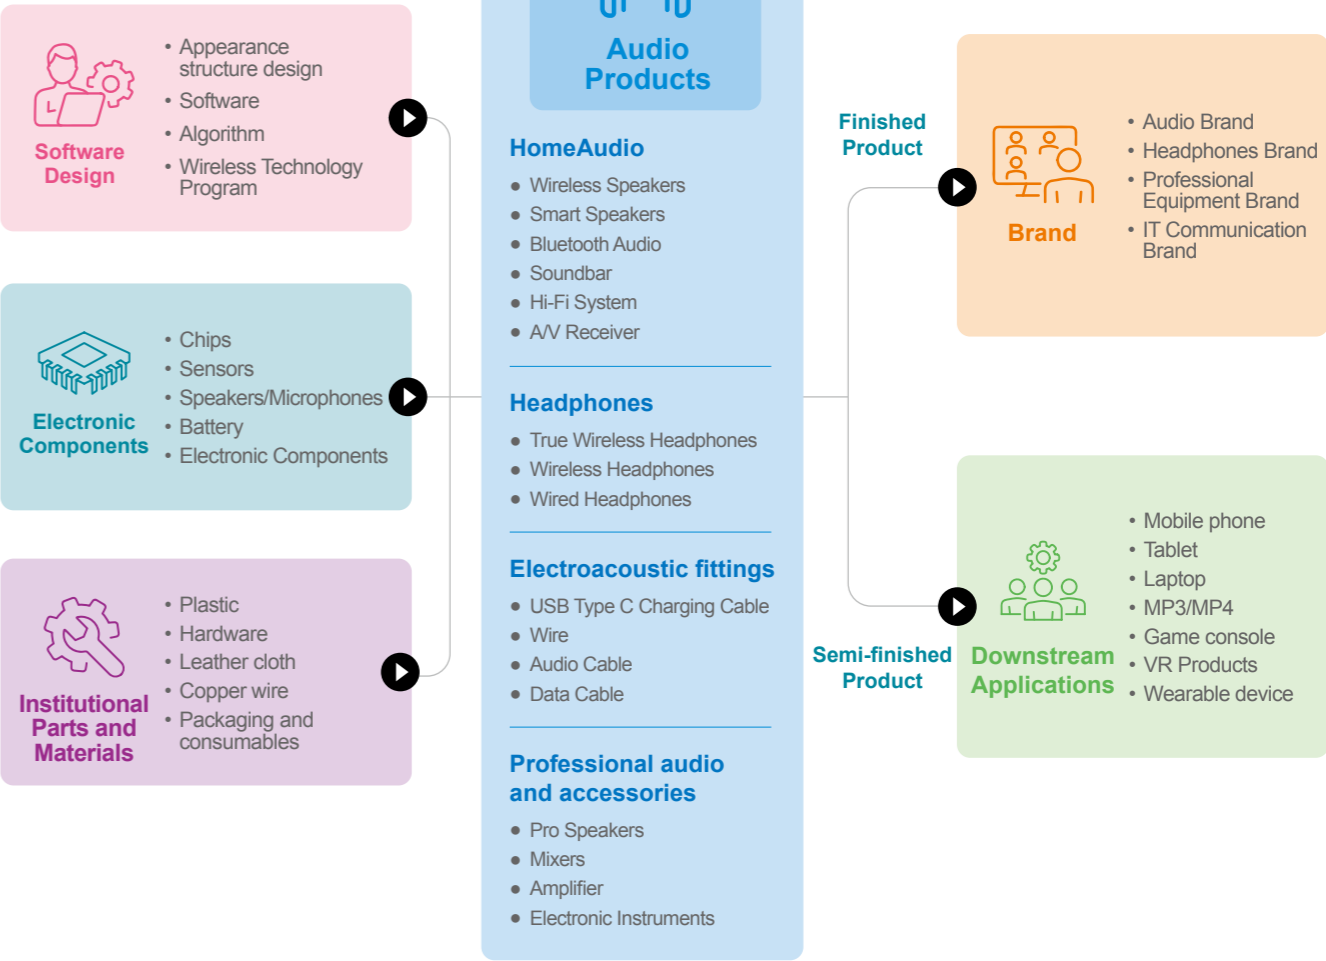 Appearance
structure design
Software
Algorithm
Wireless Technology
Program
Software
Design
Chips
Sensors
Speakers/Microphones
Battery
Electronic Components
Electronic
Components
Plastic
Hardware
Leather cloth
Copper wire
Packaging and
consumables
Institutional
Parts and
Materials
Audio
Products
HomeAudio
Wireless Speakers
Smart Speakers
Bluetooth Audio
Soundbar
Hi-Fi System
A/V Receiver
Headphones
True Wireless Headphones
Wireless Headphones
Wired Headphones
Electroacoustic fittings
USB Type C Charging Cable
Wire
Audio Cable
Data Cable
Professional audio
and accessories
Pro Speakers
Mixers
Amplifier
Electronic Instruments
Finished
Product
Brand
Audio Brand
Headphones Brand
Professional
Equipment Brand
IT Communication
Brand
Semi-finished
Product
Downstream
Applications
Mobile phone
Tablet
Laptop
MP3/MP4
Game console
VR Products
Wearable device